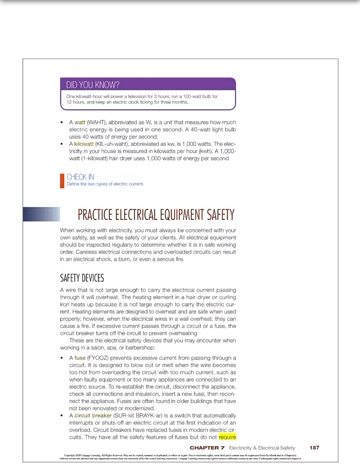 DID YOU KNOW?
One kilowatt-hour will power a television for 3 hours, run a 100-watt bulb for
12 hours, and keep an electric clock ticking for three months.
• A watt (WAHT), abbreviated as W, is a unit that measures how much
electric energy is being used in one second. A 40-watt light bulb
uses 40 watts of energy per second.
• A kilowatt (KIL-uh-waht), abbreviated as kw, is 1,000 watts. The elec-
tricity in your house is measured in kilowatts per hour (kwh). A 1,000-
watt (1-kilowatt) hair dryer uses 1,000 watts of energy per second.
CHECK IN
Define the two types of electric current.
PRACTICE ELECTRICAL EQUIPMENT SAFETY
When working with electricity, you must always be concerned with your
own safety, as well as the safety of your clients. All electrical equipment
should be inspected regularly to determine whether it is in safe working
order. Careless electrical connections and overloaded circuits can result
in an electrical shock, a burn, or even a serious fire.
SAFETY DEVICES
A wire that is not large enough to carry the electrical current passing
through it will overheat. The heating element in a hair dryer or curling
iron heats up because it is not large enough to carry the electric cur-
rent. Heating elements are designed to overheat and are safe when used
properly; however, when the electrical wires in a wall overheat, they can
cause a fire. If excessive current passes through a circuit or a fuse, the
circuit breaker turns off the circuit to prevent overheating.
These are the electrical safety devices that you may encounter when
working in a salon, spa, or barbershop:
• A fuse (FYOOZ) prevents excessive current from passing through a
circuit. It is designed to blow out or melt when the wire becomes
too hot from overloading the circuit with too much current, such as
when faulty equipment or too many appliances are connected to an
electric source. To re-establish the circuit, disconnect the appliance,
check all connections and insulation, insert a new fuse, then recon-
nect the appliance. Fuses are often found in older buildings that have
not been renovated or modernized.
• A circuit breaker (SUR-kit BRAYK-ar) is a switch that automatically
interrupts or shuts off an electric circuit at the first indication of an
overload. Circuit breakers have replaced fuses in modern electric cir-
cuits. They have all the safety features of fuses but do not require
CHAPTER 7 Electricity & Electrical Safety 187